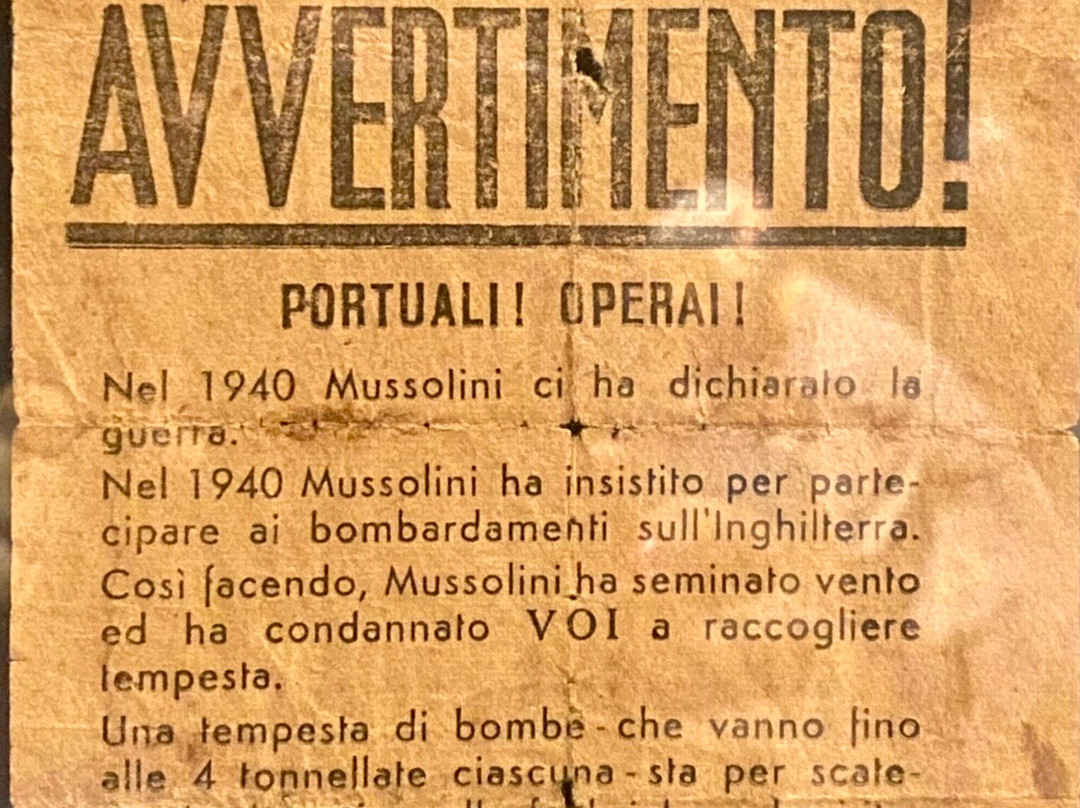 AVVERTIMENTO!
PORTUALI! OPERAI!
Nel 1940 Mussolini ci ha dichiarato la
guerra.
Nel 1940 Mussolini ha insistito per parte-
cipare ai bombardamenti sull'Inghilterra.
Così facendo, Mussolini ha seminato vento
ed ha condannato VOI a raccogliere
tempesta.
Una tempesta di bombe - che vanno fino
alle 4 tonnellate ciascuna - sta per scate-